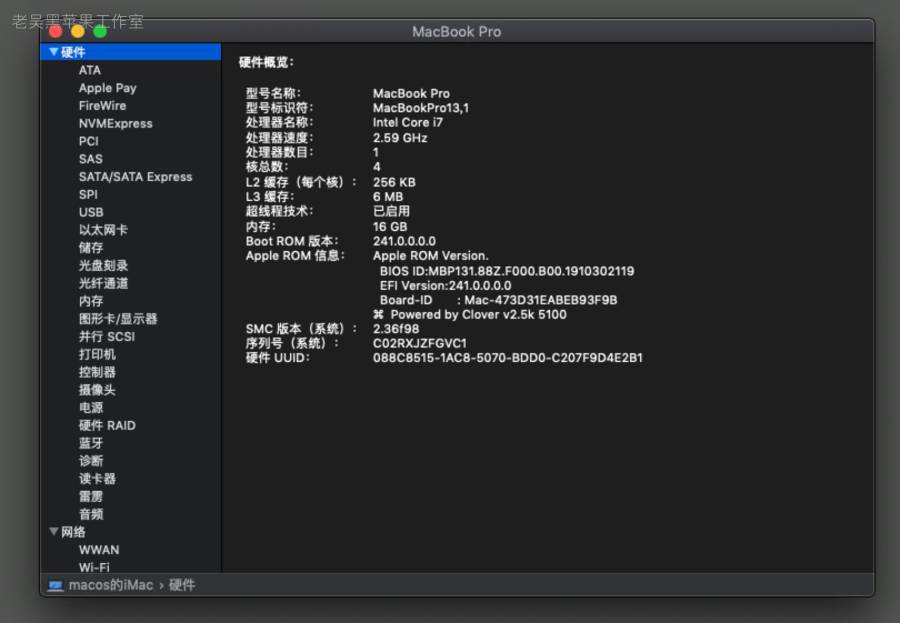 老吴黑苹果工作室
MacBook Pro
硬件
ATA
Apple Pay
FireWire
NVMExpress
PCI
SAS
SATA/SATA Express
SPI
USB
以太网卡
储存
光盘刻录
光纤通道
内存
图形卡/显示器
并行 SCSI
打印机
控制器
摄像头
电源
硬件 RAID
蓝牙
诊断
读卡器
雷雳
音频
网络
WWAN
Wi-Fi
硬件概览:
型号名称: MacBook Pro
型号标识符: MacBookPro13,1
处理器名称: Intel Core i7
处理器速度: 2.59 GHz
处理器数目: 1
核总数: 4
L2 缓存（每个核）: 256 KB
L3 缓存: 6 MB
超线程技术: 已启用
内存: 16 GB
Boot ROM 版本: 241.0.0.0.0
Apple ROM 信息: Apple ROM Version.
BIOS ID:MBP131.88Z.F000.B00.1910302119
EFI Version:241.0.0.0.0
Board-ID : Mac-473D31EABEB93F9B
⌘ Powered by Clover v2.5k 5100
SMC 版本（系统）: 2.36f98
序列号（系统）: C02RXJZFGVC1
硬件 UUID: 088C8515-1AC8-5070-BDD0-C207F9D4E2B1
macos的iMac › 硬件